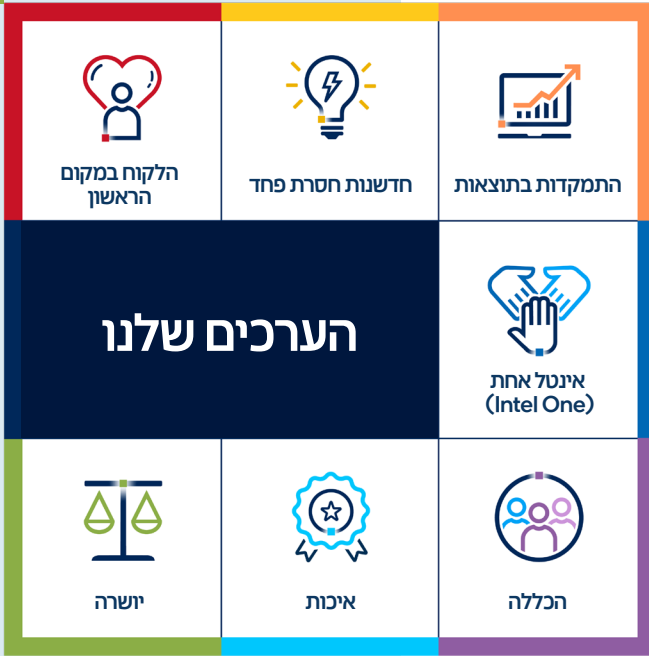 התמקדות בתוצאות
חדשנות חסרת פחד
הלקוח במקום
הראשון
אינטל אחת
(Intel One)
הערכים שלנו
הכללה
איכות
יושרה